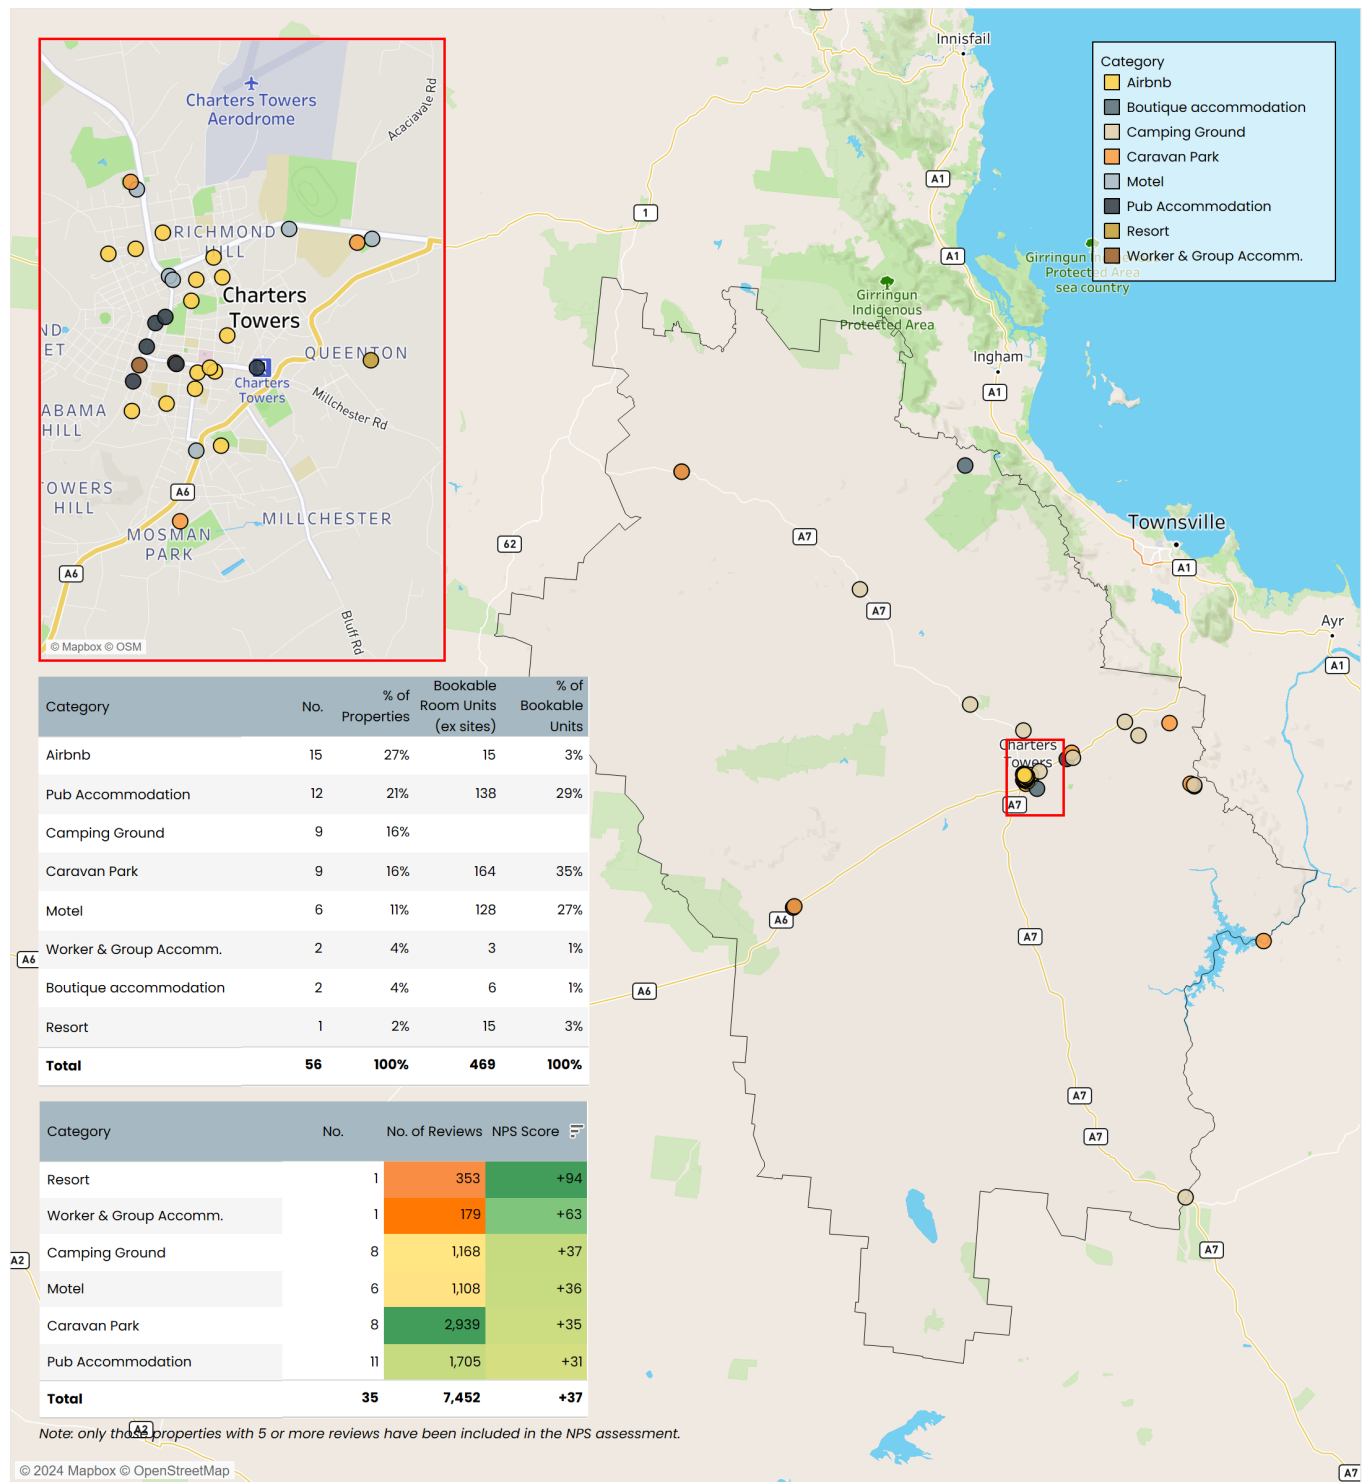 Innisfail
Category
Airbnb
Boutique accommodation
Camping Ground
Caravan Park
Motel
Pub Accommodation
Resort
Worker & Group Accomm.
Charters Towers
Aerodrome
Acaciavale Rd
RICHMOND
HILL
Charters
Towers
ND
ET
QUEENTON
Charters
Towers
Millchester Rd
ABAMA
HILL
OWERS
HILL
A6
MILLCHESTER
MOSMAN
PARK
A6
Bluff Rd
© Mapbox © OSM
A1
1
A1
Girringun
Protected Area
sea country
Girringun
Indigenous
Protected Area
Ingham
A1
Townsville
A7
62
A1
A7
Ayr
A1
Charters
Towers
A7
A6
A7
A6
A6
A7
A7
A7
A2
A2
A7
Category No. % of Properties Bookable Room Units (ex sites) % of Bookable Units
Airbnb 15 27% 15 3%
Pub Accommodation 12 21% 138 29%
Camping Ground 9 16%
Caravan Park 9 16% 164 35%
Motel 6 11% 128 27%
Worker & Group Accomm. 2 4% 3 1%
Boutique accommodation 2 4% 6 1%
Resort 1 2% 15 3%
Total 56 100% 469 100%
Category No. No. of Reviews NPS Score
Resort 1 353 +94
Worker & Group Accomm. 1 179 +63
Camping Ground 8 1,168 +37
Motel 6 1,108 +36
Caravan Park 8 2,939 +35
Pub Accommodation 11 1,705 +31
Total 35 7,452 +37
Note: only those properties with 5 or more reviews have been included in the NPS assessment.
© 2024 Mapbox © OpenStreetMap